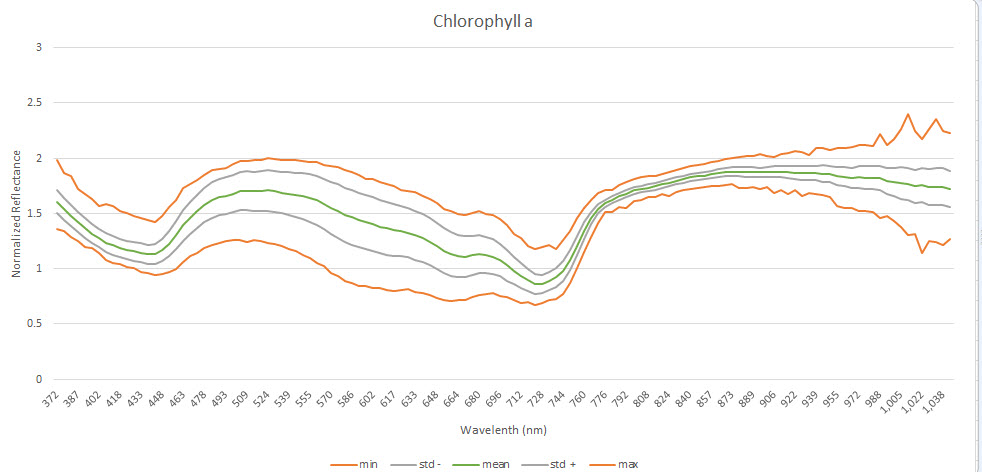 Chlorophyll a
3
2.5
2
1.5
1
0.5
0
Normalized Reflectance
372 387 402 418 433 448 463 478 493 509 524 539 555 570 586 602 617 633 648 664 680 696 712 728 744 760 776 792 808 824 840 857 873 889 906 922 939 955 972 988 1,005 1,022 1,038
Wavelenth (nm)
min std - mean std + max